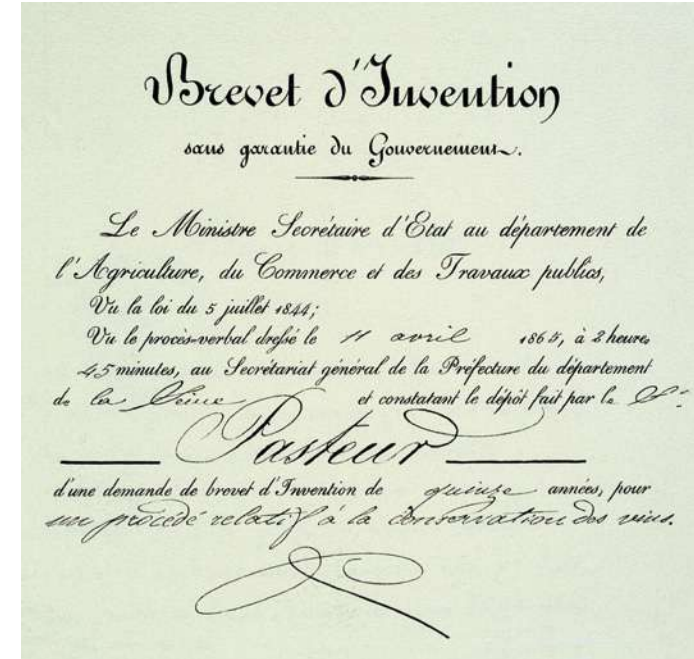 Brevet d'Invention
sans garantie du Gouvernement.
Le Ministre Secrétaire d'Etat au département de
l'Agriculture, du Commerce et des Travaux publics,
Vu la loi du 5 juillet 1844;
Vu le procès-verbal dressé le 11 avril 1865, à 2 heures
45 minutes, au Secrétariat général de la Préfecture du département
de la Seine et constatant le dépôt fait par le Sr.
Pasteur
d'une demande de brevet d'Invention de quinze années, pour
un procédé relatif à la conservation des vins.